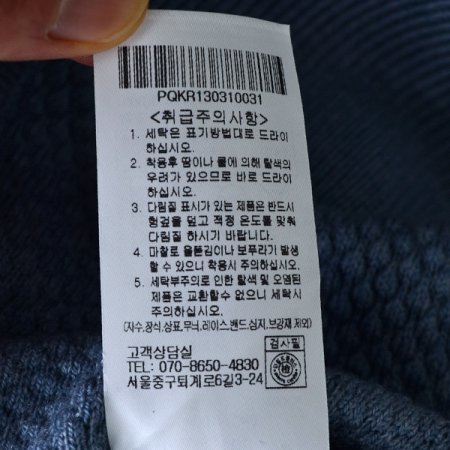 PQKR130310031
<취급주의사항>
1. 세탁은 표기방법대로 드라이
하십시오.
2. 착용후 땀이나 물에 의해 탈색의
우려가 있으므로 바로 드라이
하십시오.
3. 다림질 표시가 있는 제품은 반드시
헝겊을 덮고 적정 온도를 맞춰
다림질 하시기 바랍니다.
4. 마찰로 올뜯김이나 보푸라기 발생
할 수 있으니 착용시 주의하십시오.
5. 세탁부주의로 인한 탈색 및 오염된
제품은 교환할수 없으니 세탁시
주의하십시오.
(자수,장식,상표,무늬,레이스,밴드,심지,보강재 제외)
고객상담실
TEL: 070-8650-4830
서울중구퇴계로6길3-24
검사필